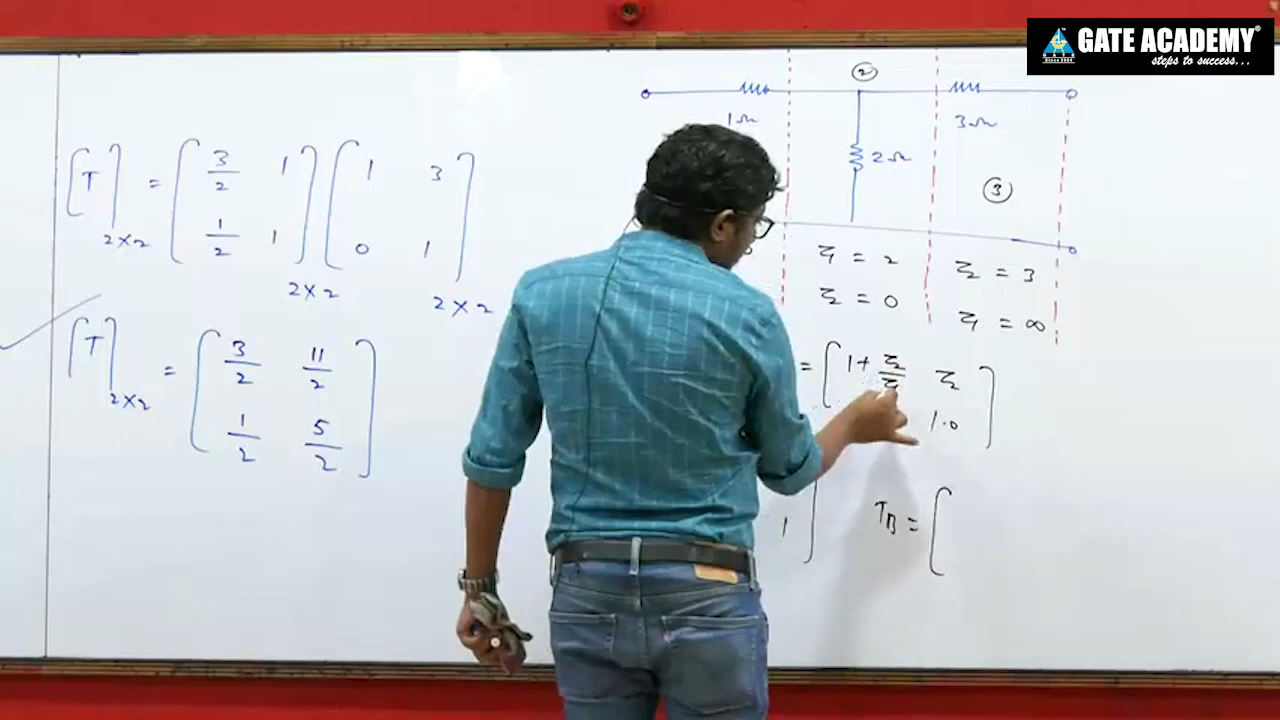 GATE ACADEMY®
steps to success...
Since 2004
[T]2×2 = [3/2 1] [1 3]
[1/2 1]2×2 [0 1]2×2
[T]2×2 = [3/2 11/2]
[1/2 5/2]
②
1Ω
3Ω
2Ω
③
Z1 = 2
Z2 = 0
Z2 = 3
Z1 = ∞
= [1 + Z2/Z1 Z2
1.0]
1]
TB = [